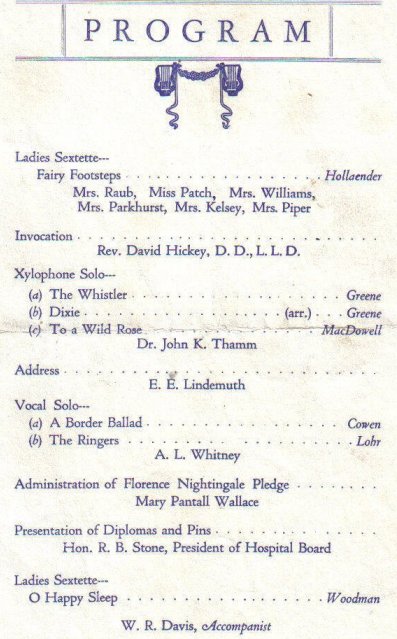 PROGRAM
Ladies Sextette---
Fairy Footsteps . . . . . . . . . . . . . . . . . . . Hollaender
Mrs. Raub, Miss Patch, Mrs. Williams,
Mrs. Parkhurst, Mrs. Kelsey, Mrs. Piper
Invocation . . . . . . . . . . . . . . . . . . . . . . . . . . .
Rev. David Hickey, D. D., L. L. D.
Xylophone Solo---
(a) The Whistler . . . . . . . . . . . . . . . . . . . . Greene
(b) Dixie . . . . . . . . . . . . . . . . . . (arr.) . . . Greene
(c) To a Wild Rose . . . . . . . . . . . . . . . . MacDowell
Dr. John K. Thamm
Address . . . . . . . . . . . . . . . . . . . . . . . . . . . .
E. E. Lindemuth
Vocal Solo---
(a) A Border Ballad . . . . . . . . . . . . . . . . . . Cowen
(b) The Ringers . . . . . . . . . . . . . . . . . . . . . Lohr
A. L. Whitney
Administration of Florence Nightingale Pledge . . . . . . . .
Mary Pantall Wallace
Presentation of Diplomas and Pins . . . . . . . . . . . . . . .
Hon. R. B. Stone, President of Hospital Board
Ladies Sextette---
O Happy Sleep . . . . . . . . . . . . . . . . . . . Woodman
W. R. Davis, Accompanist